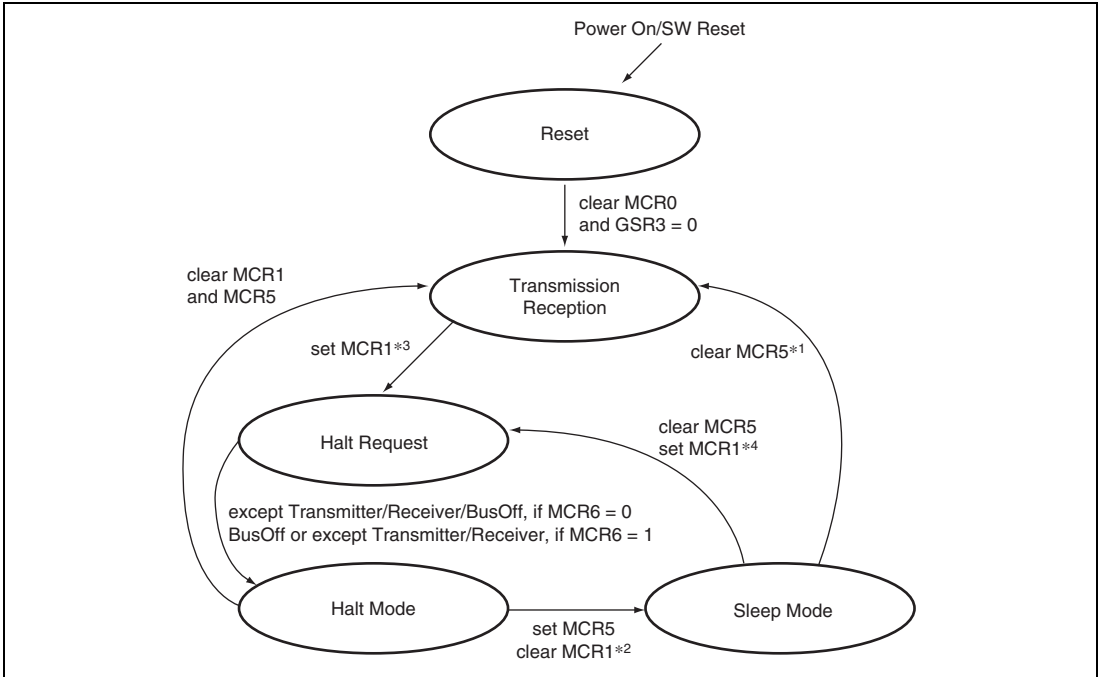 Power On/SW Reset
Reset
clear MCR0
and GSR3 = 0
clear MCR1
and MCR5
Transmission
Reception
set MCR1*3
clear MCR5*1
Halt Request
clear MCR5
set MCR1*4
except Transmitter/Receiver/BusOff, if MCR6 = 0
BusOff or except Transmitter/Receiver, if MCR6 = 1
Halt Mode
Sleep Mode
set MCR5
clear MCR1*2